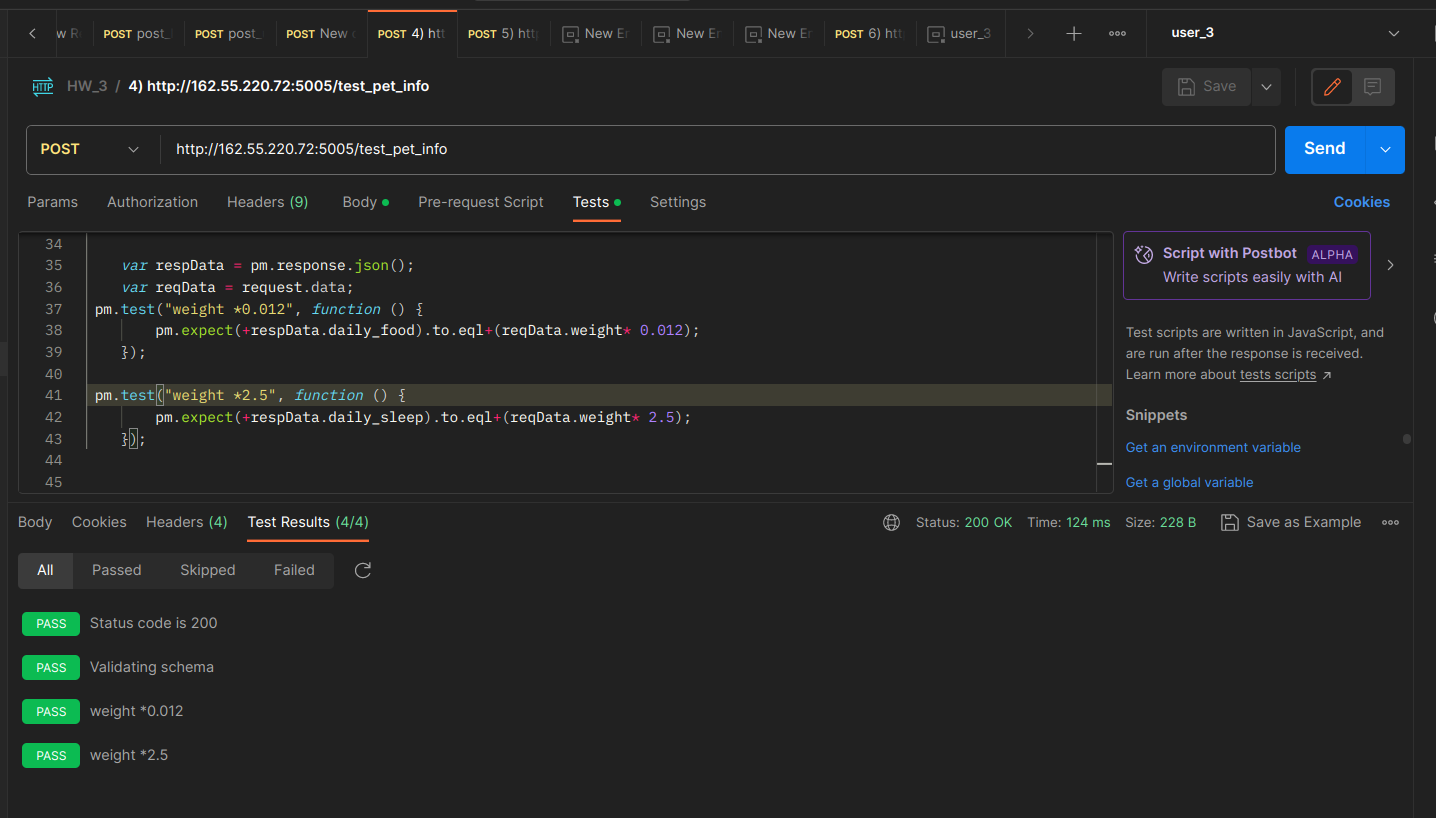 POST post_ POST post_ POST New POST 4) htt POST 5) http New Er New Er New Er POST 6) htt user_3 user_3
HTTP HW_3 / 4) http://162.55.220.72:5005/test_pet_info Save
POST http://162.55.220.72:5005/test_pet_info Send
Params Authorization Headers (9) Body Pre-request Script Tests Settings Cookies
34
35 var respData = pm.response.json();
36 var reqData = request.data;
37 pm.test("weight *0.012", function () {
38 pm.expect(+respData.daily_food).to.eql+(reqData.weight* 0.012);
39 });
40
41 pm.test("weight *2.5", function () {
42 pm.expect(+respData.daily_sleep).to.eql+(reqData.weight* 2.5);
43 });
44
45
Script with Postbot ALPHA
Write scripts easily with AI
Test scripts are written in JavaScript, and
are run after the response is received.
Learn more about tests scripts ↗
Snippets
Get an environment variable
Get a global variable
Body Cookies Headers (4) Test Results (4/4) Status: 200 OK Time: 124 ms Size: 228 B Save as Example
All Passed Skipped Failed
PASS Status code is 200
PASS Validating schema
PASS weight *0.012
PASS weight *2.5